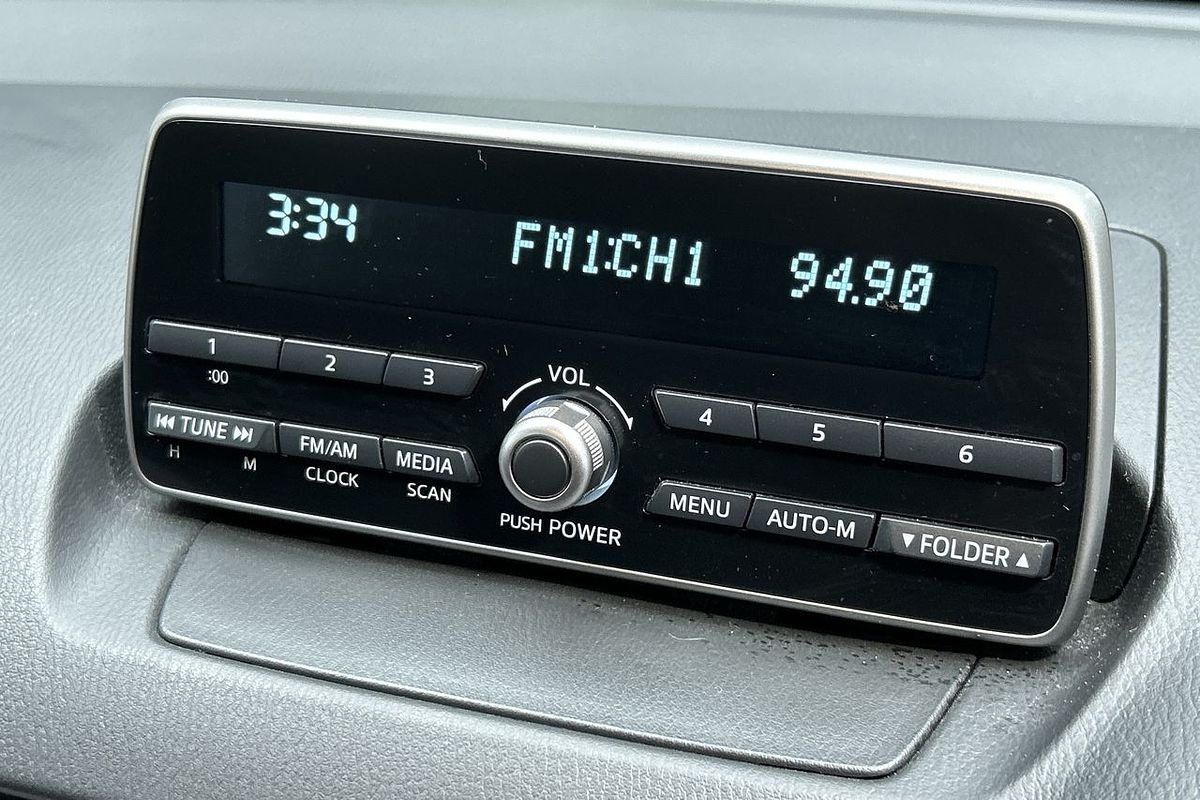 3:34 FM1:CH1 94.90
1 2 3
:00
VOL
4 5 6
⏮ TUNE ⏭ FM/AM MEDIA
H M CLOCK SCAN
PUSH POWER
MENU AUTO-M ▼FOLDER▲